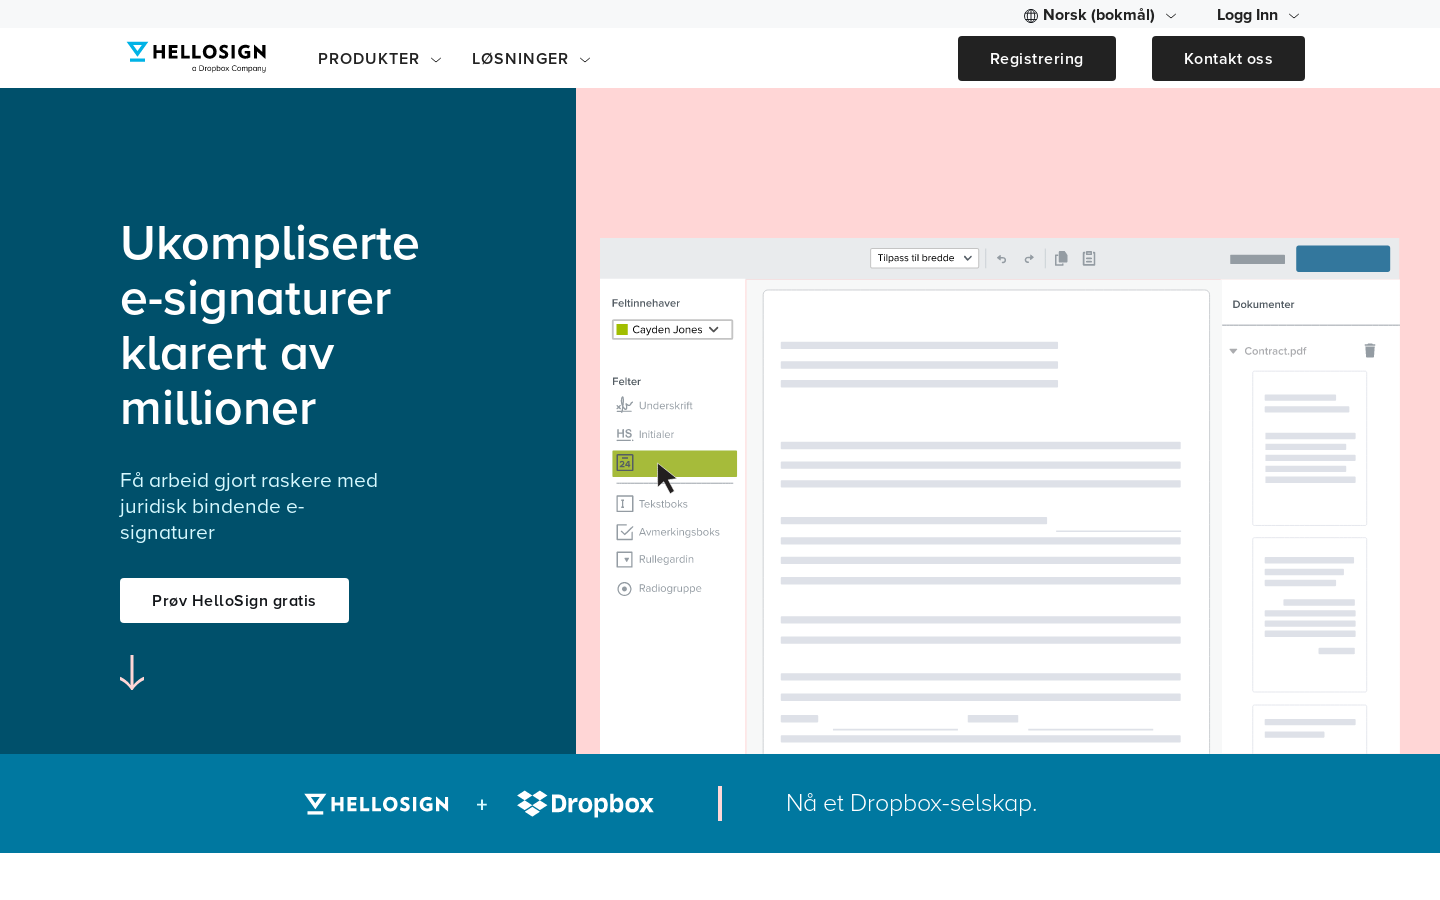 Norsk (bokmål)
Logg Inn
HELLOSIGN
a Dropbox Company
PRODUKTER
LØSNINGER
Registrering
Kontakt oss
Ukompliserte
e-signaturer
klarert av
millioner
Få arbeid gjort raskere med
juridisk bindende e-
signaturer
Prøv HelloSign gratis
Tilpass til bredde
Feltinnehaver
Cayden Jones
Felter
Underskrift
HS Initialer
24
Tekstboks
Avmerkingsboks
Rullegardin
Radiogruppe
Dokumenter
Contract.pdf
HELLOSIGN + Dropbox
Nå et Dropbox-selskap.